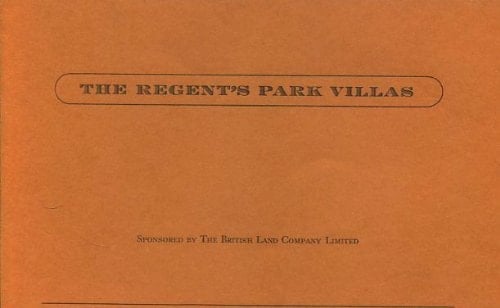 THE REGENT'S PARK VILLAS
SPONSORED BY THE BRITISH LAND COMPANY LIMITED